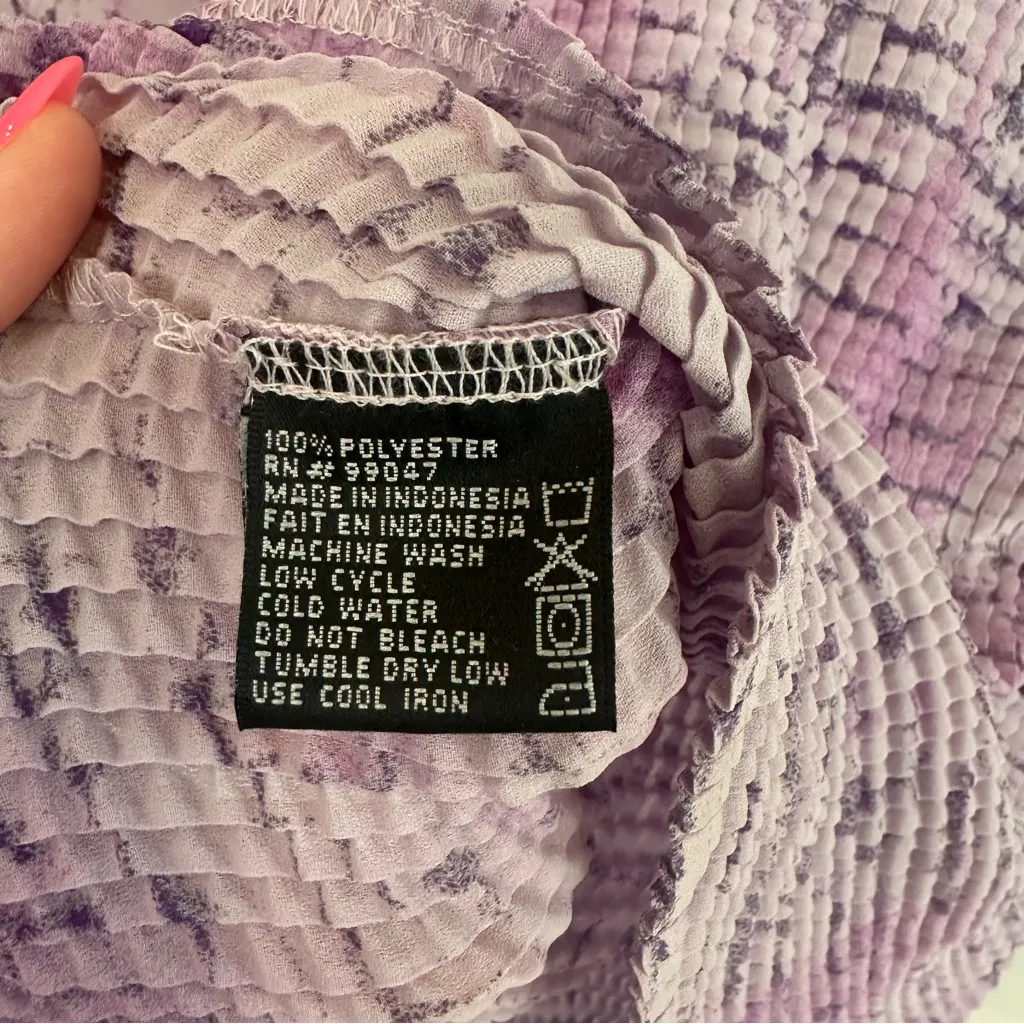 100% POLYESTER
RN # 99047
MADE IN INDONESIA
FAIT EN INDONESIA
MACHINE WASH
LOW CYCLE
COLD WATER
DO NOT BLEACH
TUMBLE DRY LOW
USE COOL IRON